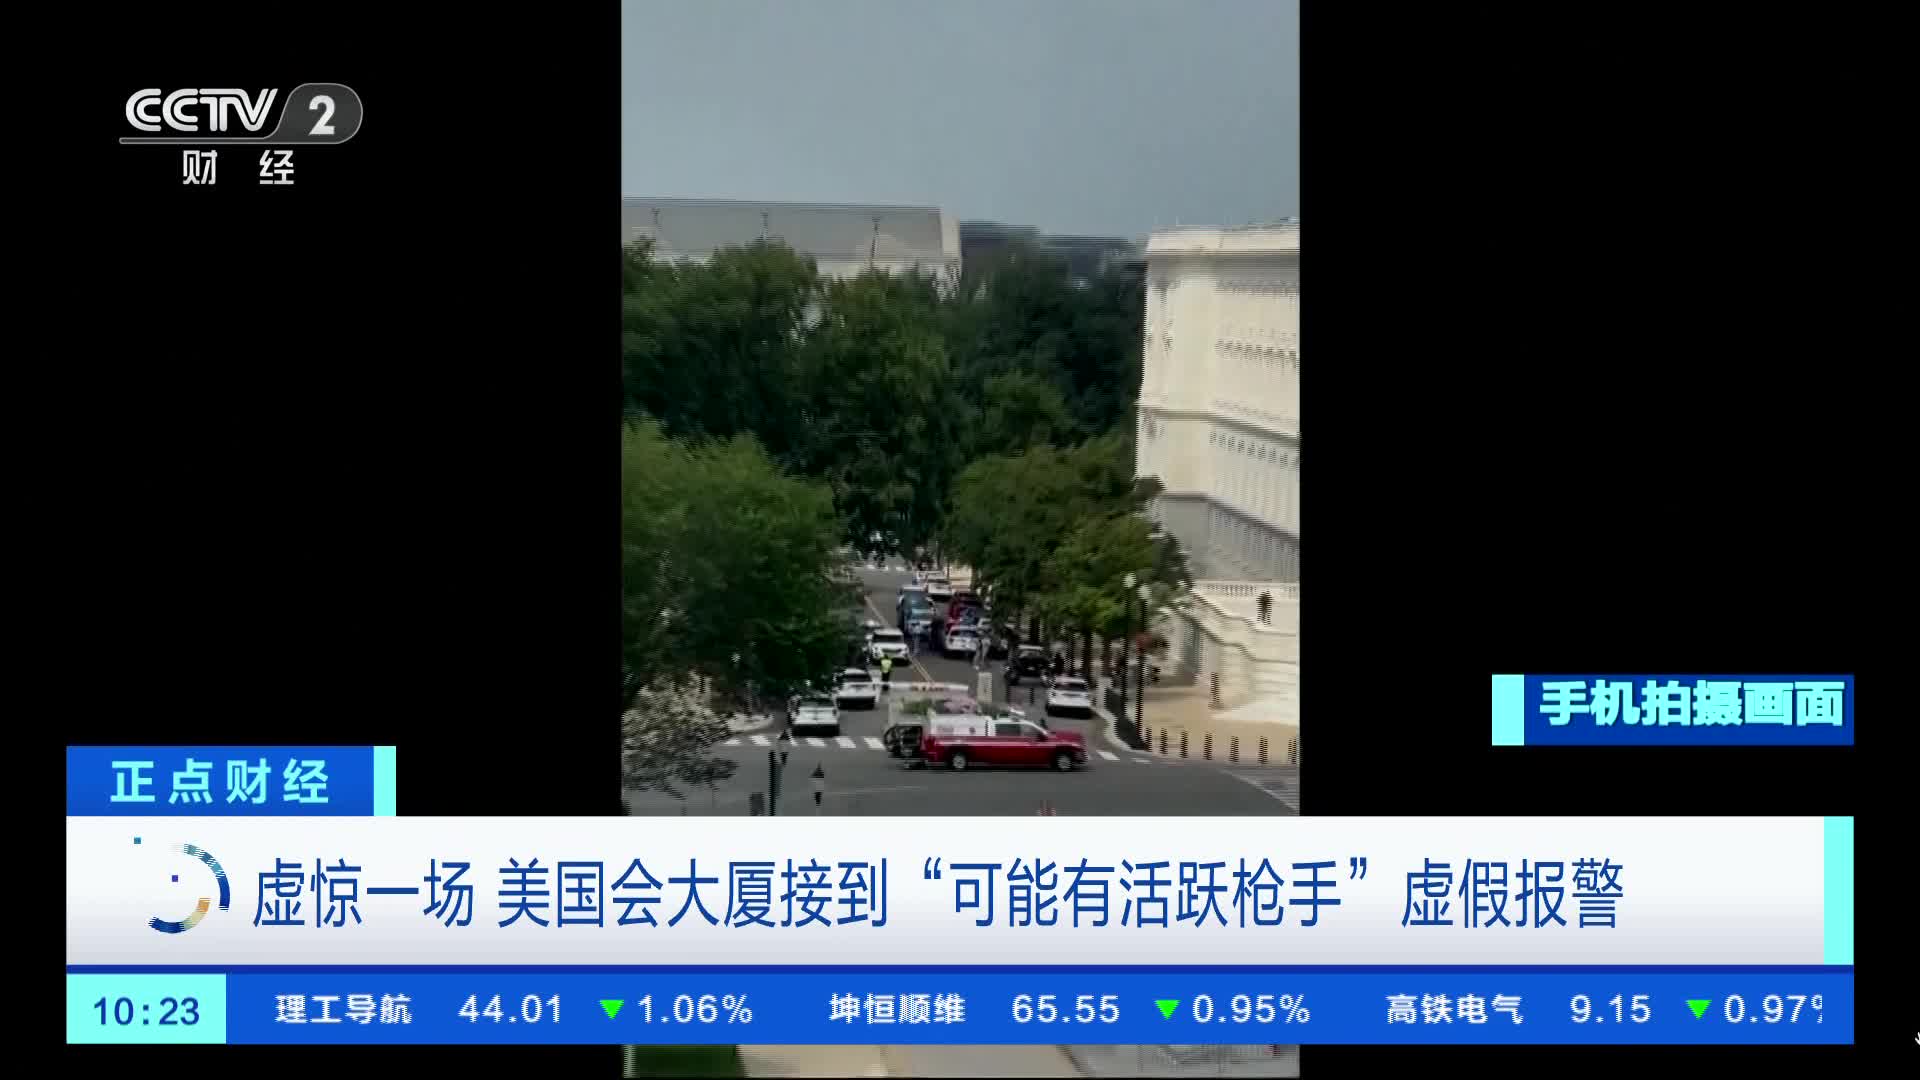 CCTV 2
财 经
手机拍摄画面
正点财经
虚惊一场 美国会大厦接到“可能有活跃枪手”虚假报警
10:23 理工导航 44.01 ▼1.06% 坤恒顺维 65.55 ▼0.95% 高铁电气 9.15 ▼0.97%